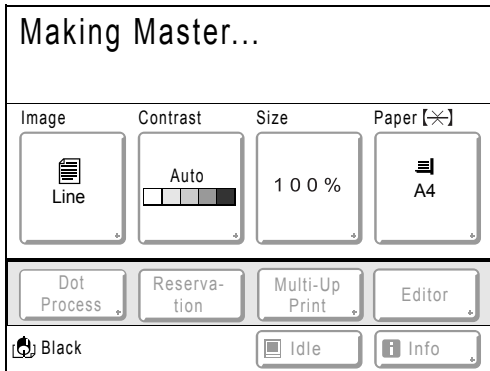 Making Master...
Image Contrast Size Paper【⚹】
Auto
Line 100% A4
Dot Reserva- Multi-Up Editor
Process tion Print
Black Idle Info